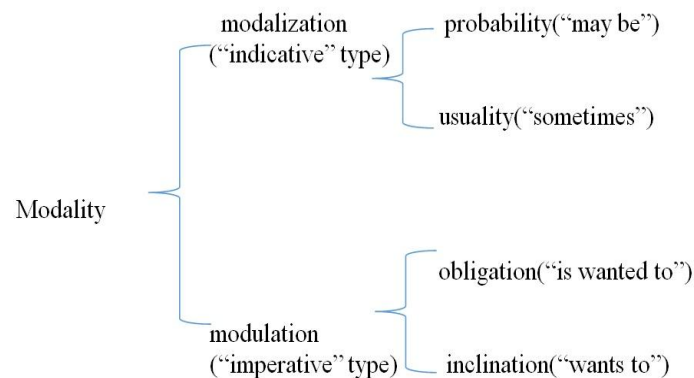 modalization
(“indicative” type)
probability(“may be”)
usuality(“sometimes”)
Modality
obligation(“is wanted to”)
modulation
(“imperative” type)
inclination(“wants to”)